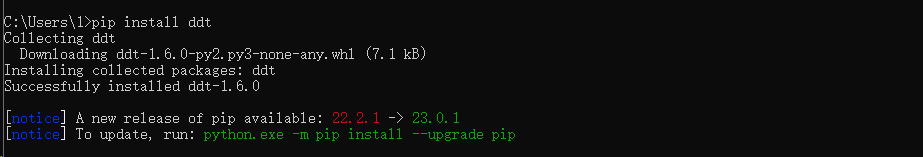 C:\Users\1>pip install ddt
Collecting ddt
  Downloading ddt-1.6.0-py2.py3-none-any.whl (7.1 kB)
Installing collected packages: ddt
Successfully installed ddt-1.6.0
[notice] A new release of pip available: 22.2.1 -> 23.0.1
[notice] To update, run: python.exe -m pip install --upgrade pip